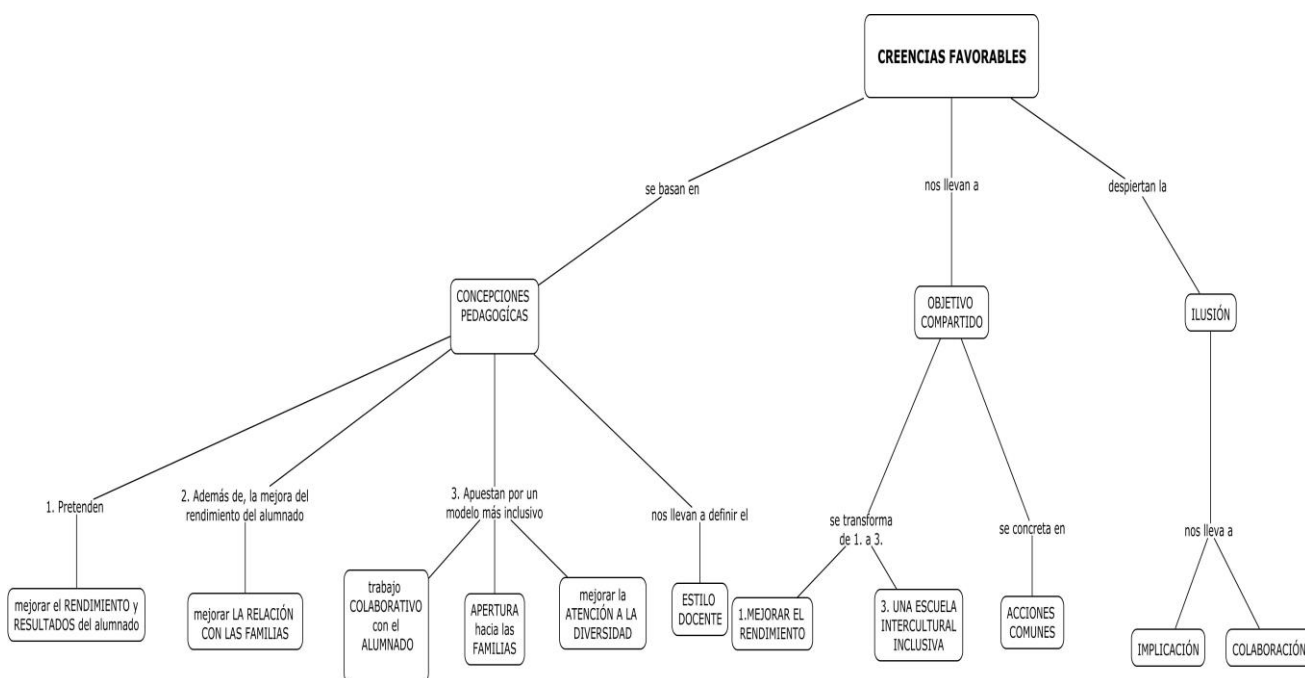 CREENCIAS FAVORABLES
se basan en
nos llevan a
despiertan la
CONCEPCIONES
PEDAGOGÍCAS
OBJETIVO
COMPARTIDO
ILUSIÓN
1. Pretenden
2. Además de, la mejora del
rendimiento del alumnado
3. Apuestan por un
modelo más inclusivo
nos llevan a definir el
se transforma
de 1. a 3.
se concreta en
nos lleva a
mejorar el RENDIMIENTO y
RESULTADOS del alumnado
mejorar LA RELACIÓN
CON LAS FAMILIAS
trabajo
COLABORATIVO
con el
ALUMNADO
APERTURA
hacia las
FAMILIAS
mejorar la
ATENCIÓN A LA
DIVERSIDAD
ESTILO
DOCENTE
1.MEJORAR EL
RENDIMIENTO
3. UNA ESCUELA
INTERCULTURAL
INCLUSIVA
ACCIONES
COMUNES
IMPLICACIÓN
COLABORACIÓN